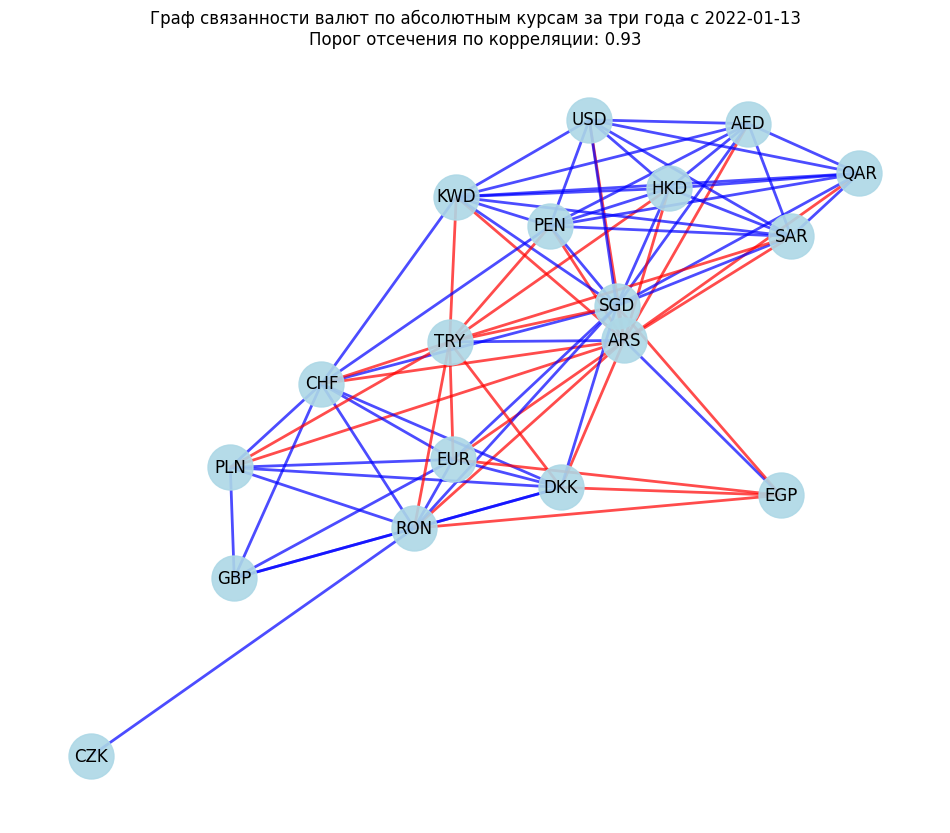 Граф связанности валют по абсолютным курсам за три года с 2022-01-13
Порог отсечения по корреляции: 0.93
USD
AED
QAR
HKD
KWD
PEN
SAR
SGD
ARS
TRY
CHF
EUR
PLN
DKK
EGP
RON
GBP
CZK